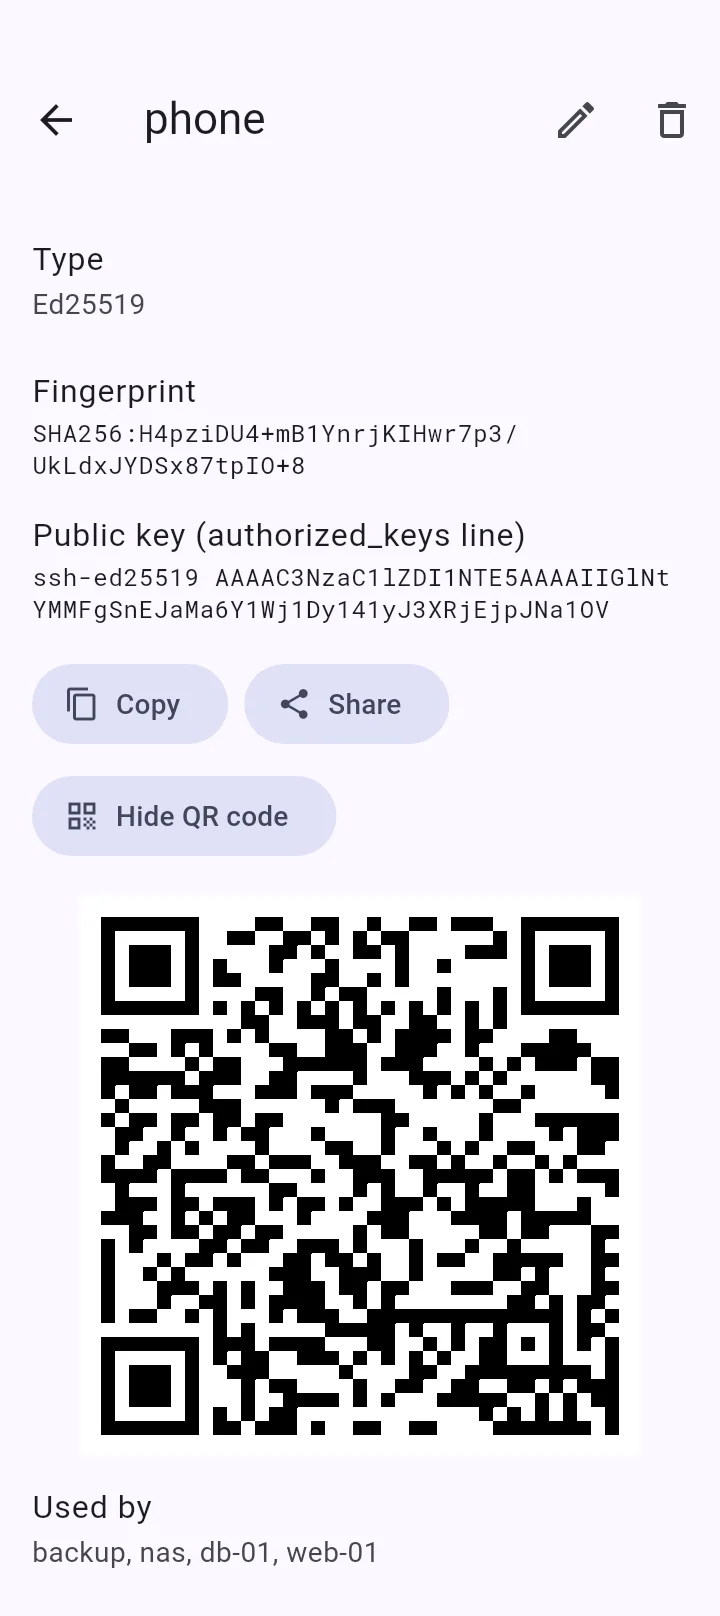 phone
Type
Ed25519
Fingerprint
SHA256:H4pziDU4+mB1YnrjKIHwr7p3/
UkLdxJYDSx87tpIO+8
Public key (authorized_keys line)
ssh-ed25519 AAAAC3NzaC1lZDI1NTE5AAAAIIGlNt
YMMFgSnEJaMa6Y1Wj1Dy141yJ3XRjEjpJNa1OV
Copy
Share
Hide QR code
Used by
backup, nas, db-01, web-01